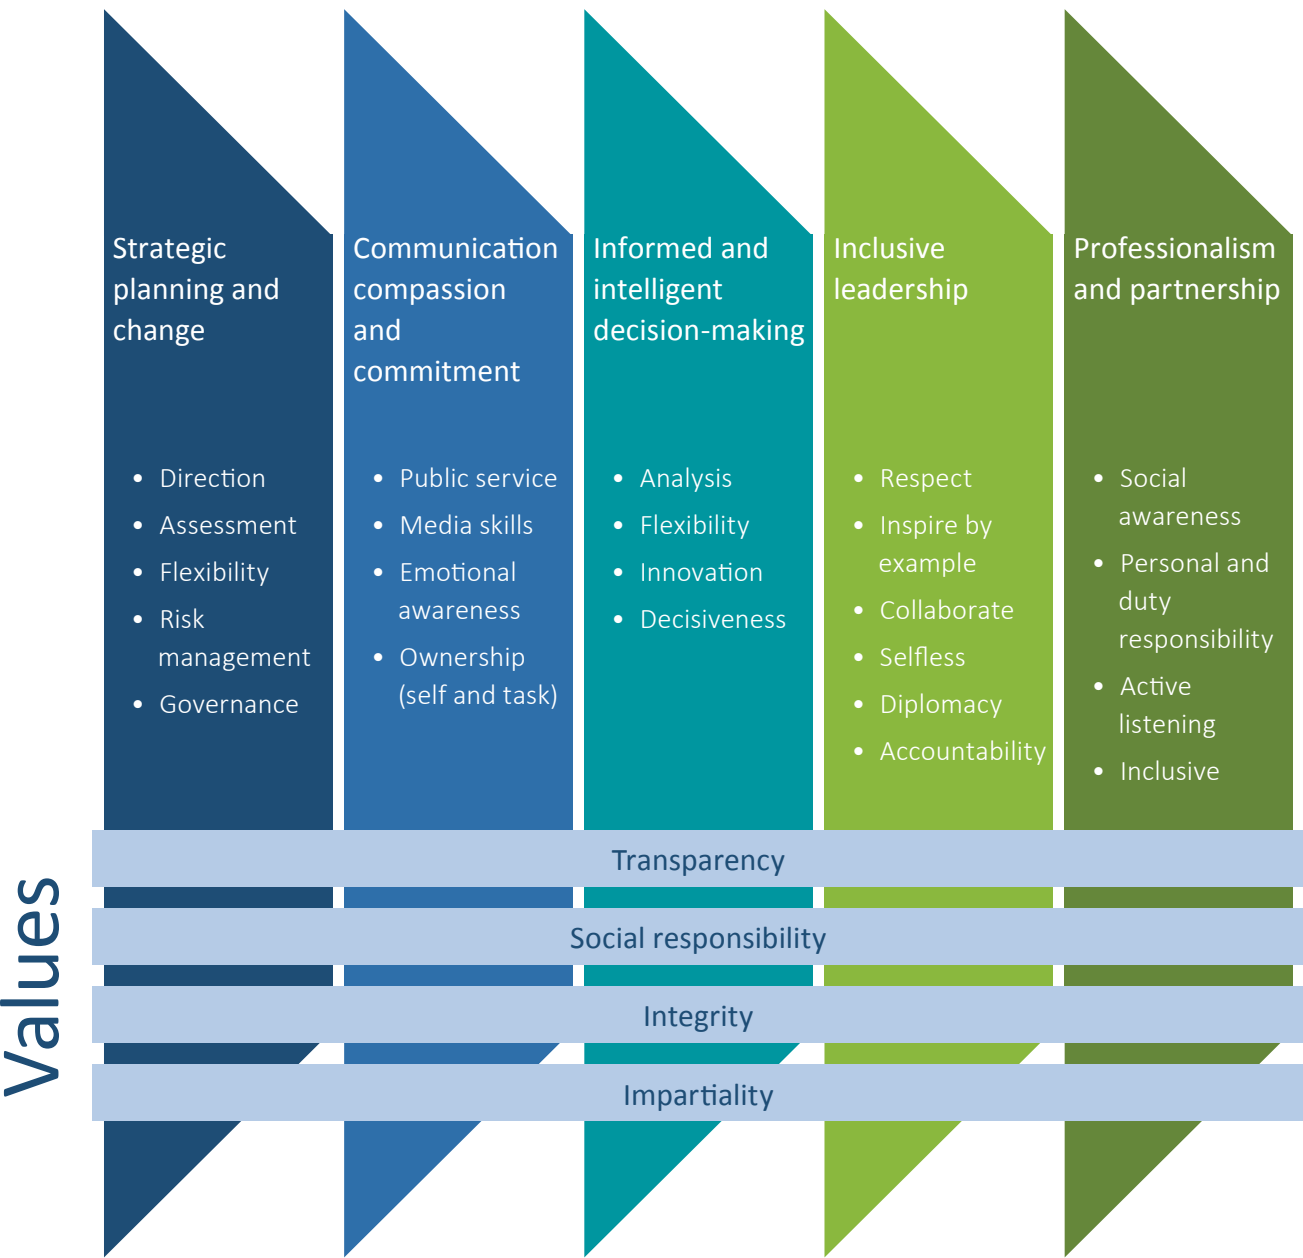 Strategic
planning and
change
• Direction
• Assessment
• Flexibility
• Risk
management
• Governance
Communication
compassion
and
commitment
• Public service
• Media skills
• Emotional
awareness
• Ownership
(self and task)
Informed and
intelligent
decision-making
• Analysis
• Flexibility
• Innovation
• Decisiveness
Inclusive
leadership
• Respect
• Inspire by
example
• Collaborate
• Selfless
• Diplomacy
• Accountability
Professionalism
and partnership
• Social
awareness
• Personal and
duty
responsibility
• Active
listening
• Inclusive
Values
Transparency
Social responsibility
Integrity
Impartiality